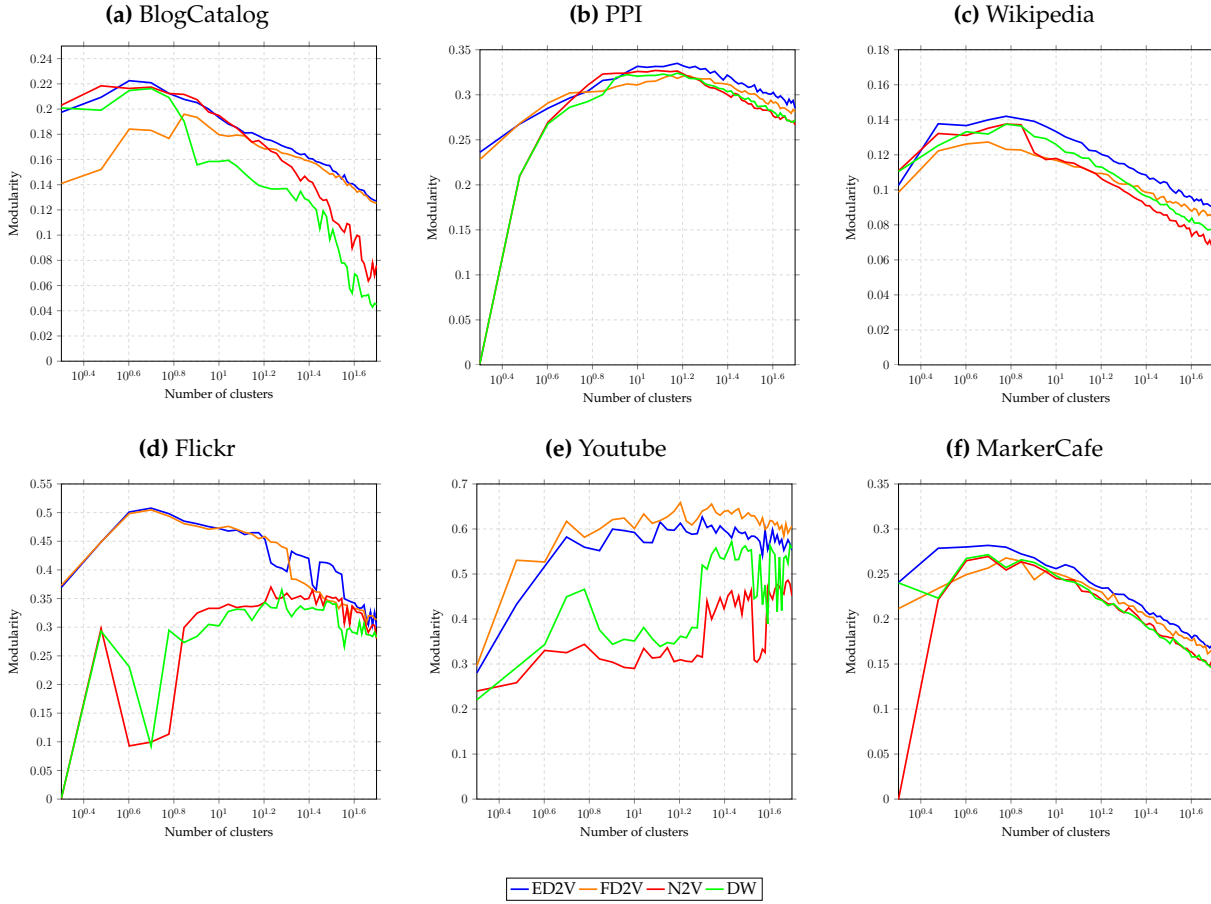 (a) BlogCatalog
0.24
0.22
0.2
0.18
0.16
0.14
0.12
0.1
0.08
0.06
0.04
0.02
0
Modularity
10^0.4 10^0.6 10^0.8 10^1 10^1.2 10^1.4 10^1.6
Number of clusters
(b) PPI
0.35
0.3
0.25
0.2
0.15
0.1
0.05
0
Modularity
10^0.4 10^0.6 10^0.8 10^1 10^1.2 10^1.4 10^1.6
Number of clusters
(c) Wikipedia
0.18
0.16
0.14
0.12
0.1
0.08
0.06
0.04
0.02
0
Modularity
10^0.4 10^0.6 10^0.8 10^1 10^1.2 10^1.4 10^1.6
Number of clusters
(d) Flickr
0.55
0.5
0.45
0.4
0.35
0.3
0.25
0.2
0.15
0.1
0.05
0
Modularity
10^0.4 10^0.6 10^0.8 10^1 10^1.2 10^1.4 10^1.6
Number of clusters
(e) Youtube
0.7
0.6
0.5
0.4
0.3
0.2
0.1
0
Modularity
10^0.4 10^0.6 10^0.8 10^1 10^1.2 10^1.4 10^1.6
Number of clusters
(f) MarkerCafe
0.35
0.3
0.25
0.2
0.15
0.1
0.05
0
Modularity
10^0.4 10^0.6 10^0.8 10^1 10^1.2 10^1.4 10^1.6
Number of clusters
ED2V FD2V N2V DW